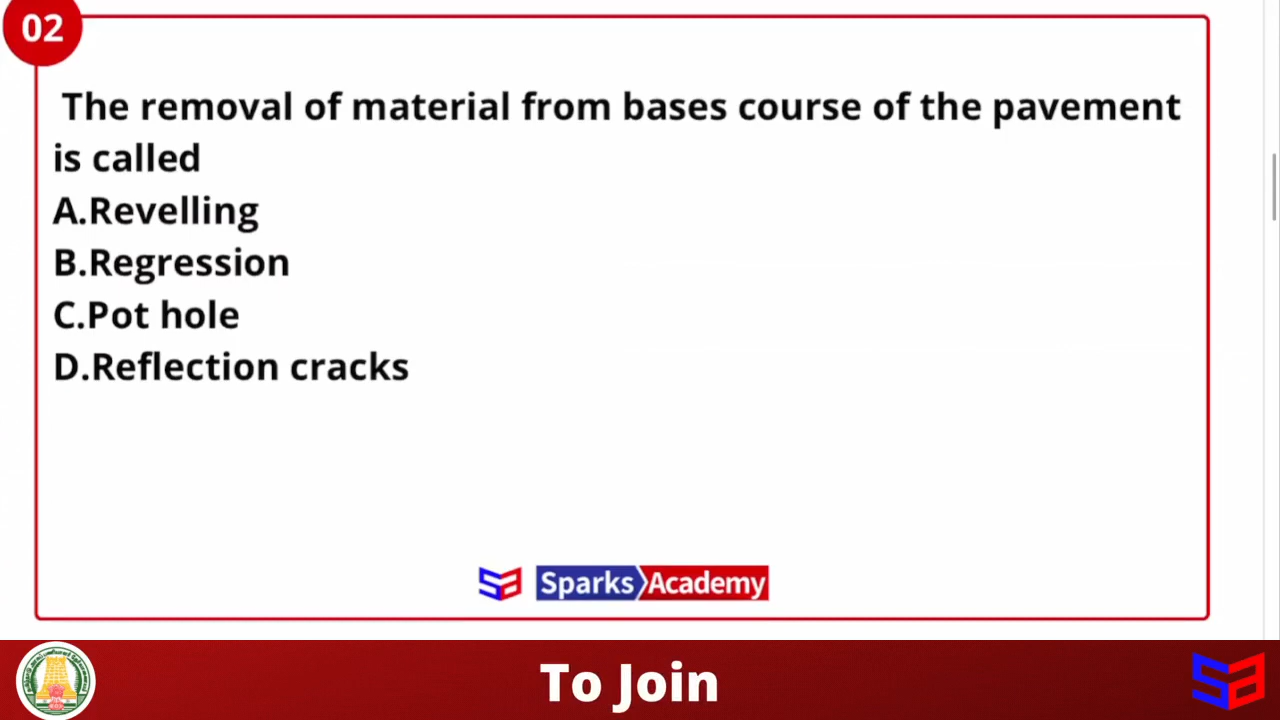 02
The removal of material from bases course of the pavement
is called
A.Revelling
B.Regression
C.Pot hole
D.Reflection cracks
Sparks Academy
To Join